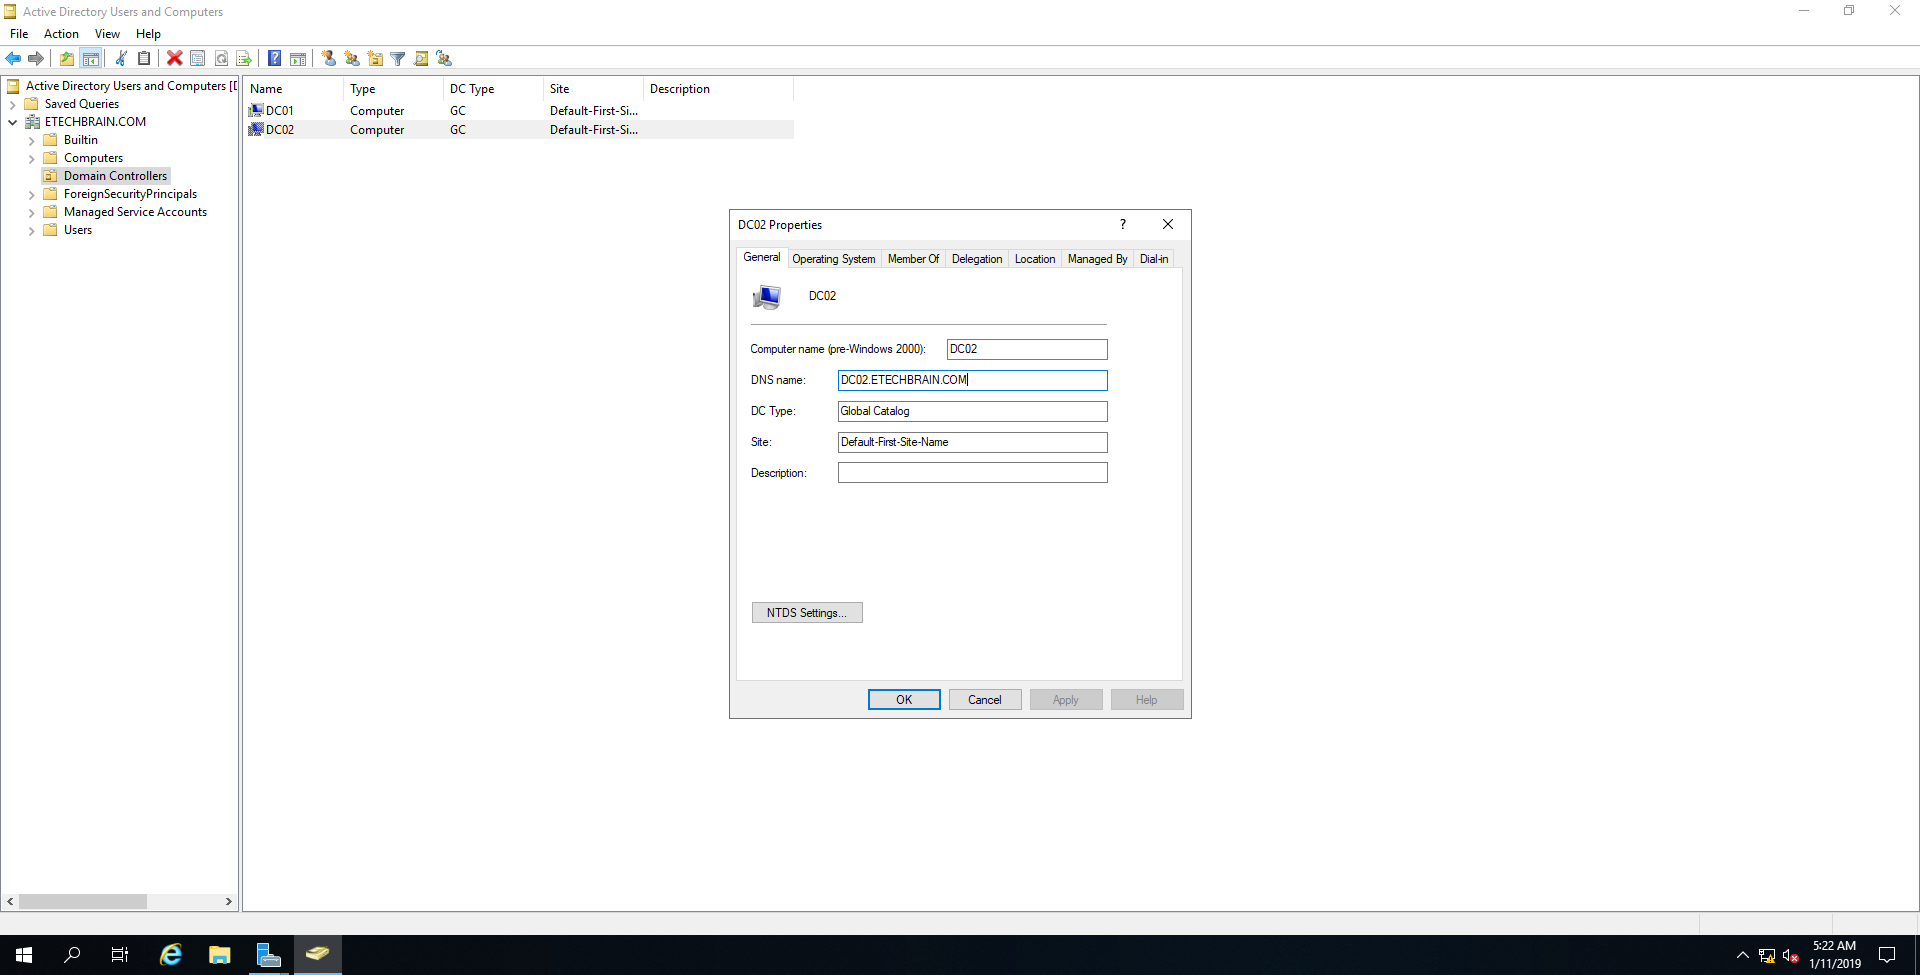 Active Directory Users and Computers
File Action View Help
Active Directory Users and Computers [D
Saved Queries
ETECHBRAIN.COM
Builtin
Computers
Domain Controllers
ForeignSecurityPrincipals
Managed Service Accounts
Users
Name Type DC Type Site Description
DC01 Computer GC Default-First-Si...
DC02 Computer GC Default-First-Si...
DC02 Properties
General Operating System Member Of Delegation Location Managed By Dial-in
DC02
Computer name (pre-Windows 2000): DC02
DNS name: DC02.ETECHBRAIN.COM
DC Type: Global Catalog
Site: Default-First-Site-Name
Description:
NTDS Settings...
OK Cancel Apply Help
5:22 AM
1/11/2019